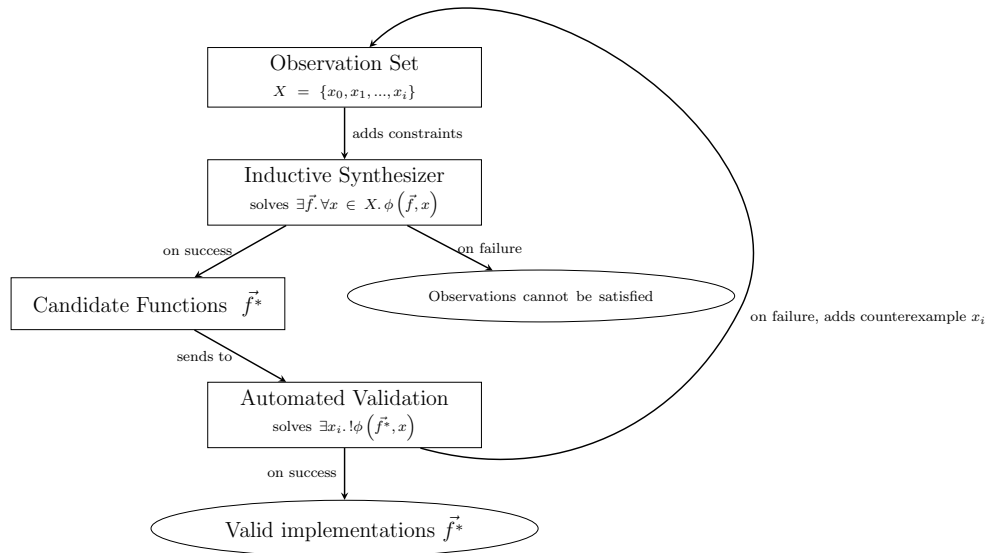 Observation Set
X = {x₀, x₁, ..., xᵢ}
adds constraints
Inductive Synthesizer
solves ∃f⃗. ∀x ∈ X. ϕ(f⃗, x)
on success
on failure
Candidate Functions f⃗*
Observations cannot be satisfied
on failure, adds counterexample xᵢ
sends to
Automated Validation
solves ∃xᵢ. !ϕ(f⃗*, x)
on success
Valid implementations f⃗*